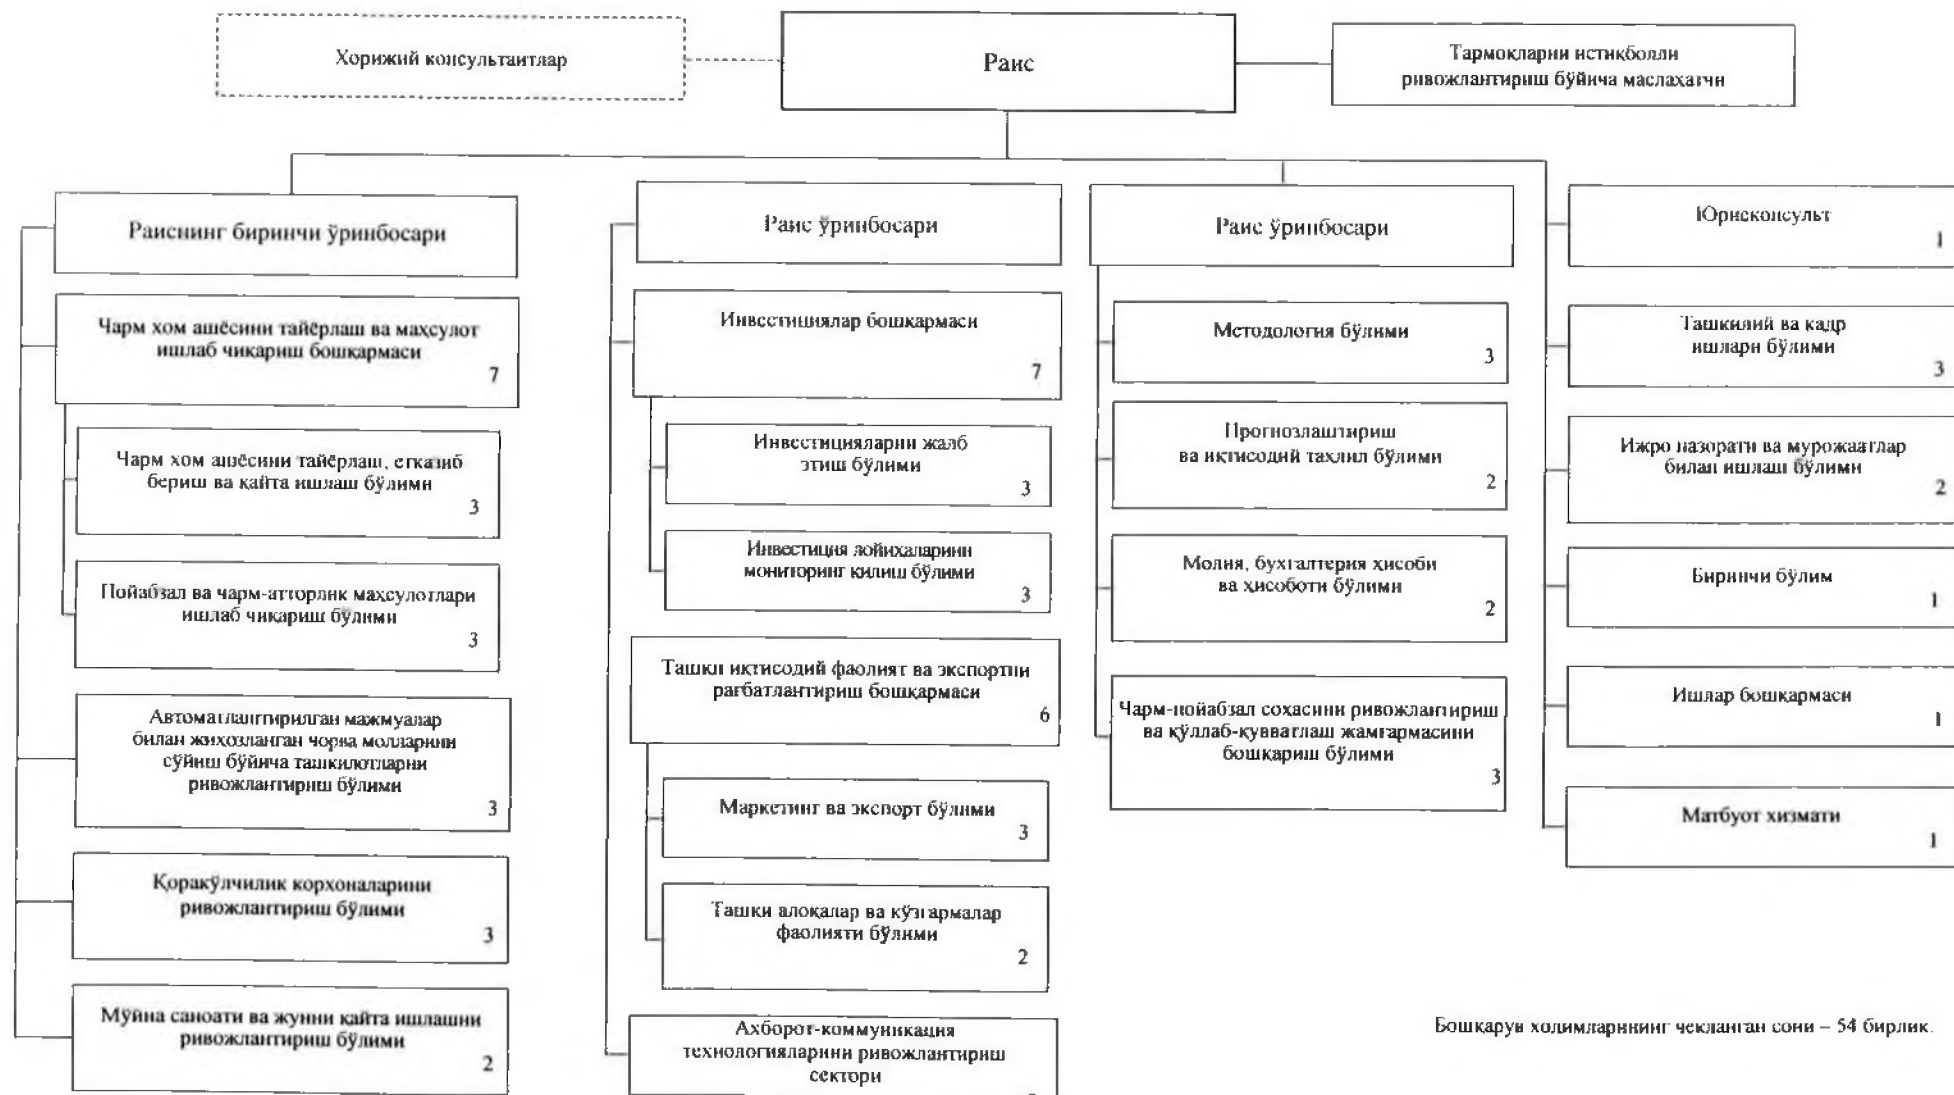 Хорижий консультантлар
Раис
Тармоқларни истиқболли
ривожлантириш бўйича маслаҳатчи
Раиснинг биринчи ўринбосари
Чарм хом ашёсини тайёрлаш ва маҳсулот
ишлаб чиқариш бошқармаси
7
Чарм хом ашёсини тайёрлаш, етказиб
бериш ва қайта ишлаш бўлими
3
Пойабзал ва чарм-атторлик маҳсулотлари
ишлаб чиқариш бўлими
3
Автоматлаштирилган мажмуалар
билан жиҳозланган чорва молларини
сўйиш бўйича ташкилотларни
ривожлантириш бўлими
3
Қоракўлчилик корхоналарини
ривожлантириш бўлими
3
Мўйна саноати ва жунни қайта ишлашни
ривожлантириш бўлими
2
Раис ўринбосари
Инвестициялар бошқармаси
7
Инвестицияларни жалб
этиш бўлими
3
Инвестиция лойиҳаларини
мониторинг қилиш бўлими
3
Ташқи иқтисодий фаолият ва экспортни
рағбатлантириш бошқармаси
6
Маркетинг ва экспорт бўлими
3
Ташқи алоқалар ва кўргазмалар
фаолияти бўлими
2
Ахборот-коммуникация
технологияларини ривожлантириш
сектори
Раис ўринбосари
Методология бўлими
3
Прогнозлаштириш
ва иқтисодий таҳлил бўлими
2
Молия, бухгалтерия ҳисоби
ва ҳисоботи бўлими
2
Чарм-пойабзал соҳасини ривожлантириш
ва қўллаб-қувватлаш жамғармасини
бошқариш бўлими
3
Юрисконсульт
1
Ташкилий ва кадр
ишлари бўлими
3
Ижро назорати ва мурожаатлар
билан ишлаш бўлими
2
Биринчи бўлим
1
Ишлар бошқармаси
1
Матбуот хизмати
1
Бошқарув ходимларининг чекланган сони – 54 бирлик.